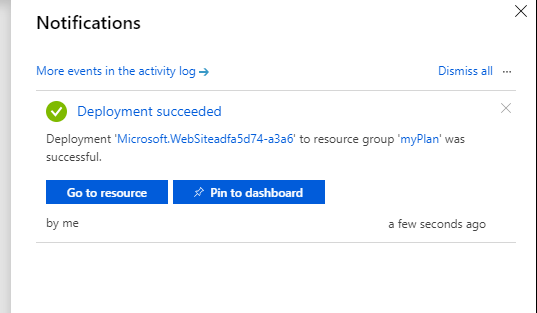 Notifications
More events in the activity log →
Dismiss all ...
Deployment succeeded
Deployment 'Microsoft.WebSiteadfa5d74-a3a6' to resource group 'myPlan' was
successful.
Go to resource
Pin to dashboard
by me
a few seconds ago